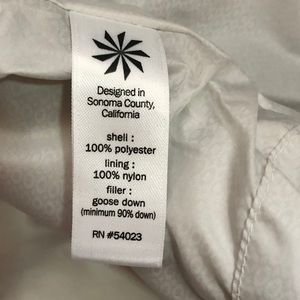 Designed in
Sonoma County,
California
shell :
100% polyester
lining :
100% nylon
filler :
goose down
(minimum 90% down)
RN #54023